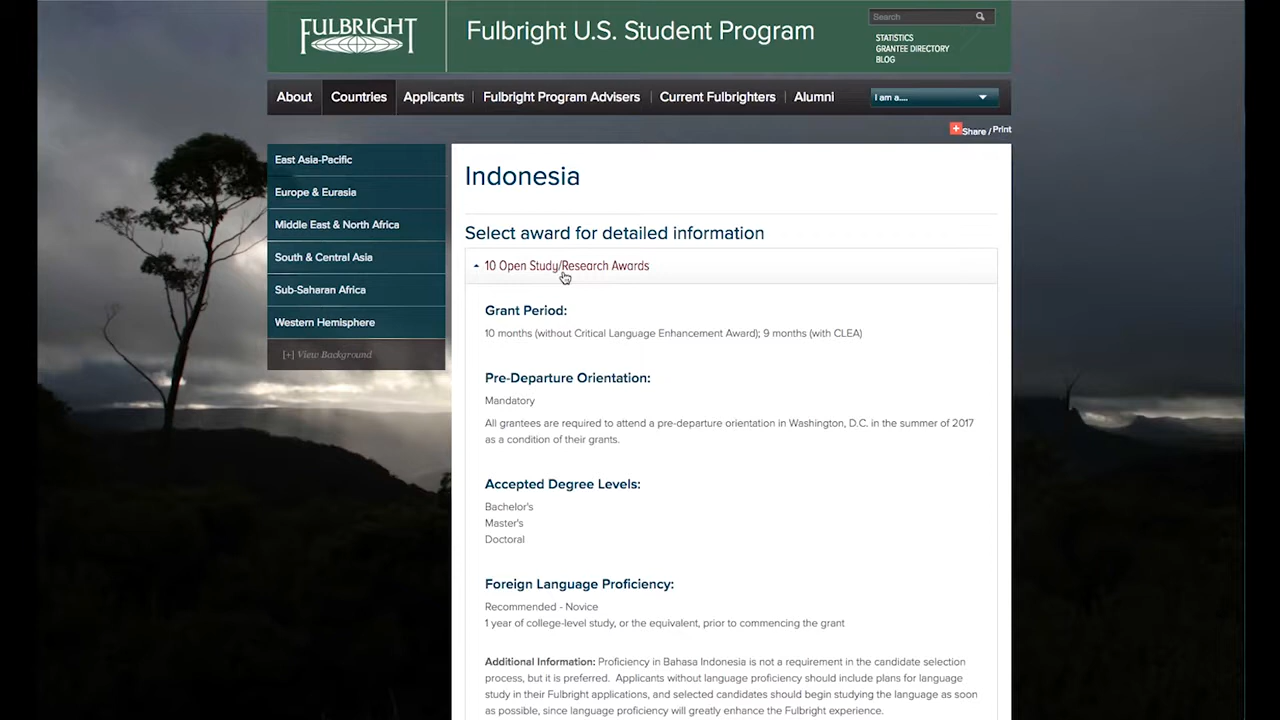 FULBRIGHT
Fulbright U.S. Student Program
Search
STATISTICS
GRANTEE DIRECTORY
BLOG
About
Countries
Applicants
Fulbright Program Advisers
Current Fulbrighters
Alumni
I am a....
Share / Print
East Asia-Pacific
Europe & Eurasia
Middle East & North Africa
South & Central Asia
Sub-Saharan Africa
Western Hemisphere
[+] View Background
Indonesia
Select award for detailed information
10 Open Study/Research Awards
Grant Period:
10 months (without Critical Language Enhancement Award); 9 months (with CLEA)
Pre-Departure Orientation:
Mandatory
All grantees are required to attend a pre-departure orientation in Washington, D.C. in the summer of 2017
as a condition of their grants.
Accepted Degree Levels:
Bachelor's
Master's
Doctoral
Foreign Language Proficiency:
Recommended - Novice
1 year of college-level study, or the equivalent, prior to commencing the grant
Additional Information: Proficiency in Bahasa Indonesia is not a requirement in the candidate selection
process, but it is preferred. Applicants without language proficiency should include plans for language
study in their Fulbright applications, and selected candidates should begin studying the language as soon
as possible, since language proficiency will greatly enhance the Fulbright experience.